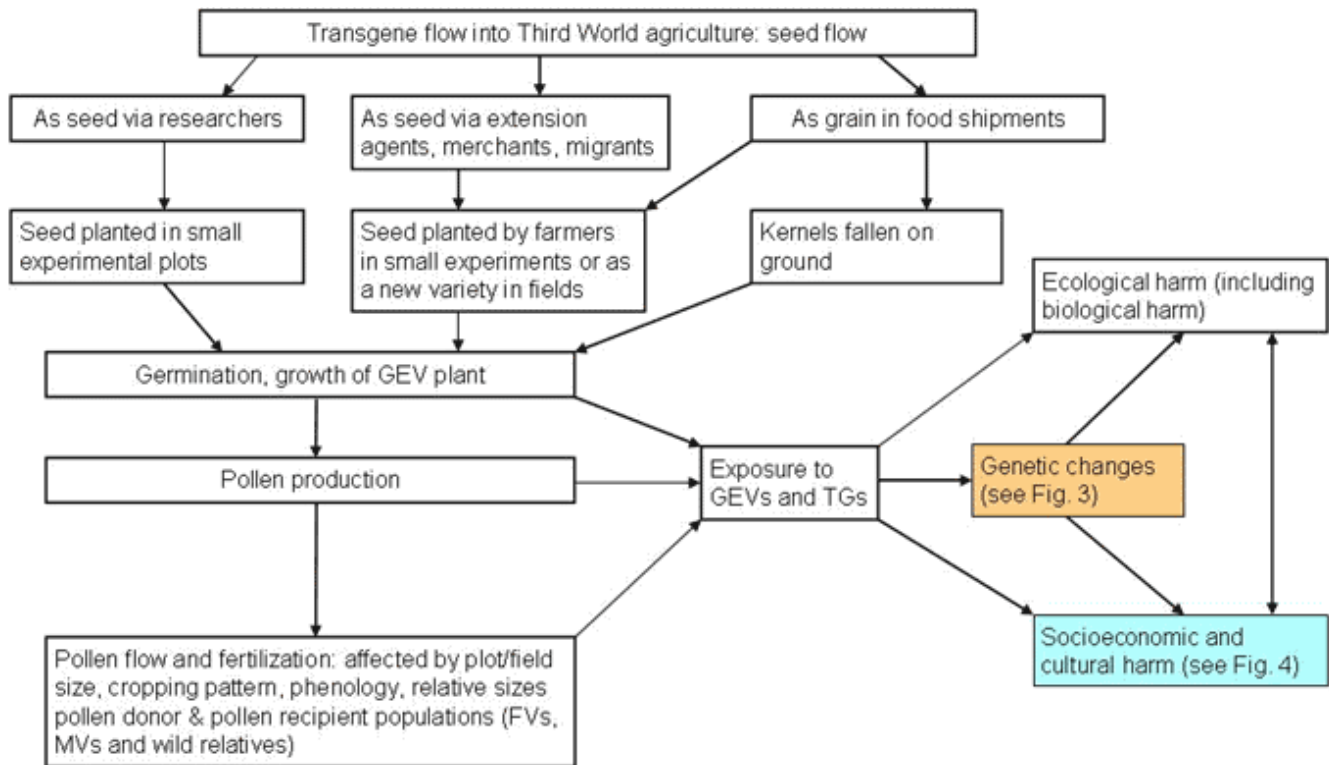 Transgene flow into Third World agriculture: seed flow
As seed via researchers
As seed via extension
agents, merchants, migrants
As grain in food shipments
Seed planted in small
experimental plots
Seed planted by farmers
in small experiments or as
a new variety in fields
Kernels fallen on
ground
Ecological harm (including
biological harm)
Germination, growth of GEV plant
Pollen production
Exposure to
GEVs and TGs
Genetic changes
(see Fig. 3)
Pollen flow and fertilization: affected by plot/field
size, cropping pattern, phenology, relative sizes
pollen donor & pollen recipient populations (FVs,
MVs and wild relatives)
Socioeconomic and
cultural harm (see Fig. 4)